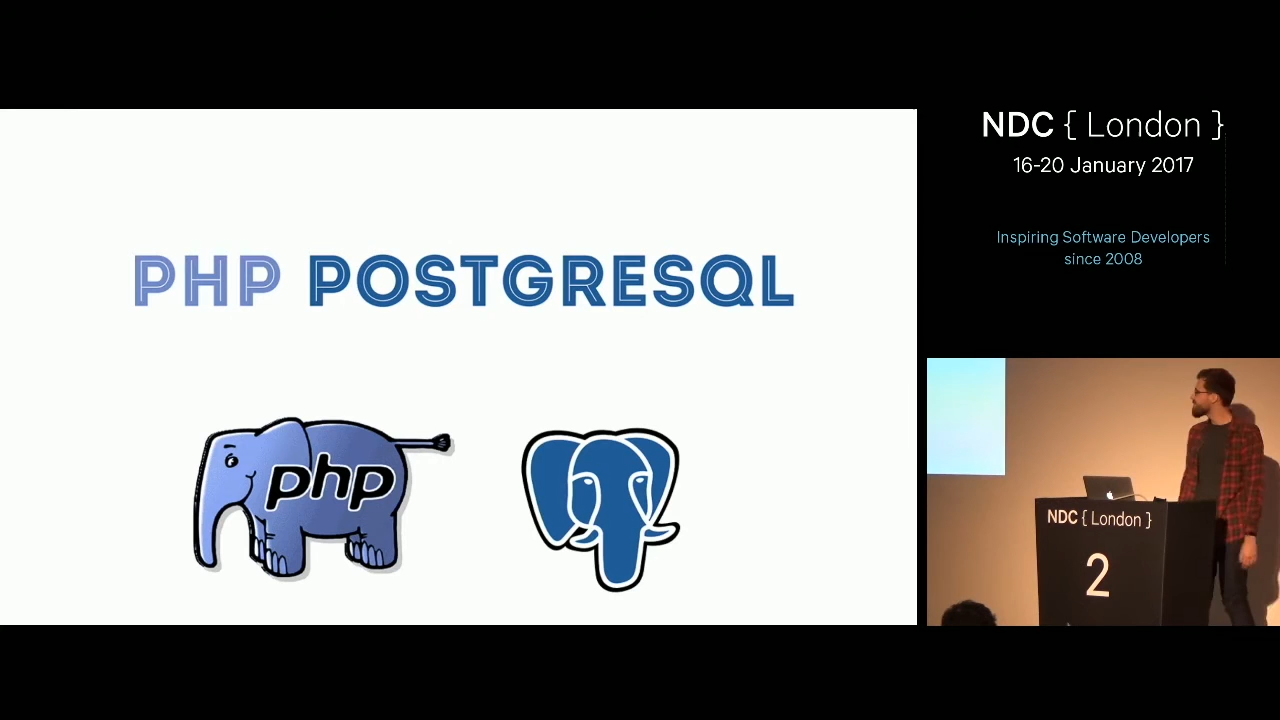 PHP POSTGRESQL
php
NDC { London }
16-20 January 2017
Inspiring Software Developers
since 2008
NDC { London }
2